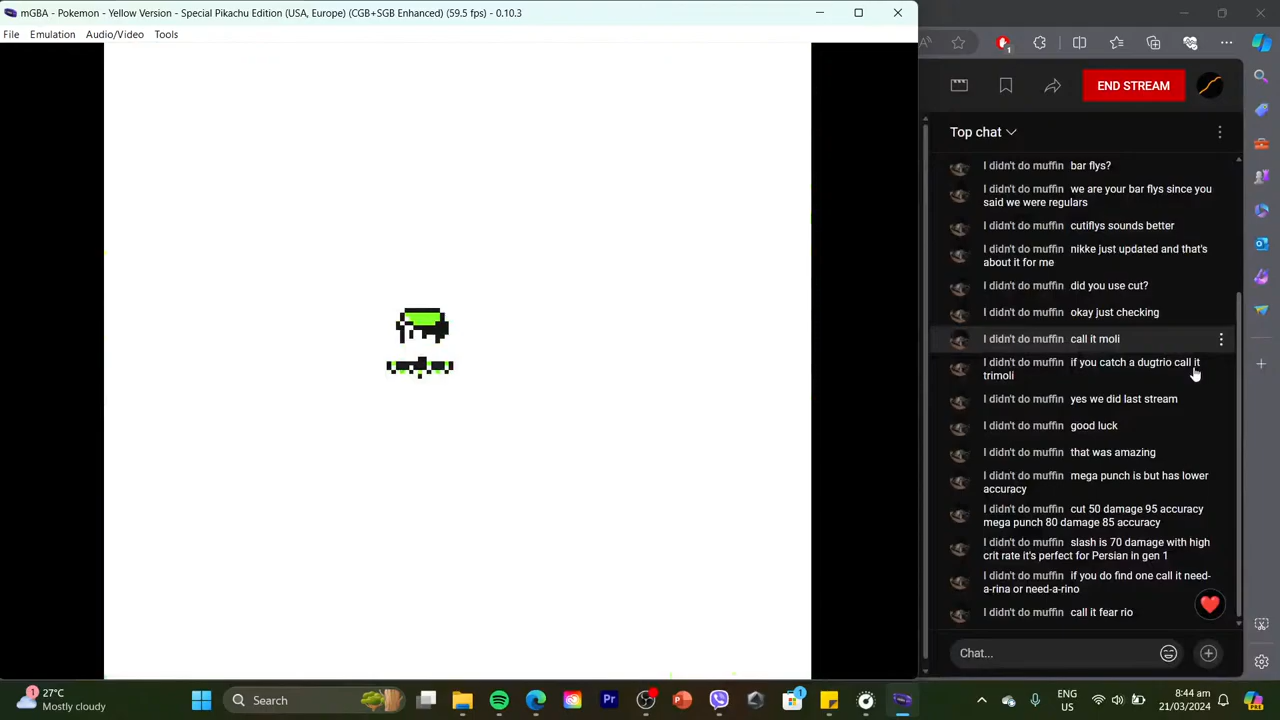 mGBA - Pokemon - Yellow Version - Special Pikachu Edition (USA, Europe) (CGB+SGB Enhanced) (59.5 fps) - 0.10.3
File Emulation Audio/Video Tools
1
END STREAM
Top chat
I didn't do muffin bar flys?
I didn't do muffin we are your bar flys since you
said we were regulars
I didn't do muffin cutiflys sounds better
I didn't do muffin nikke just updated and that's
about it for me
I didn't do muffin did you use cut?
I didn't do muffin okay just checking
I didn't do muffin call it moli
I didn't do muffin if you catch a dugtrio call it
trimoli
I didn't do muffin yes we did last stream
I didn't do muffin good luck
I didn't do muffin that was amazing
I didn't do muffin mega punch is but has lower
accuracy
I didn't do muffin cut 50 damage 95 accuracy
mega punch 80 damage 85 accuracy
I didn't do muffin slash is 70 damage with high
crit rate it's perfect for Persian in gen 1
I didn't do muffin if you do find one call it need-
a-rina or need-a-rino
I didn't do muffin call it fear rio
Chat...
1
27°C
Mostly cloudy
Search
Pr
1
ENG
US
8:44 am
21/03/2024